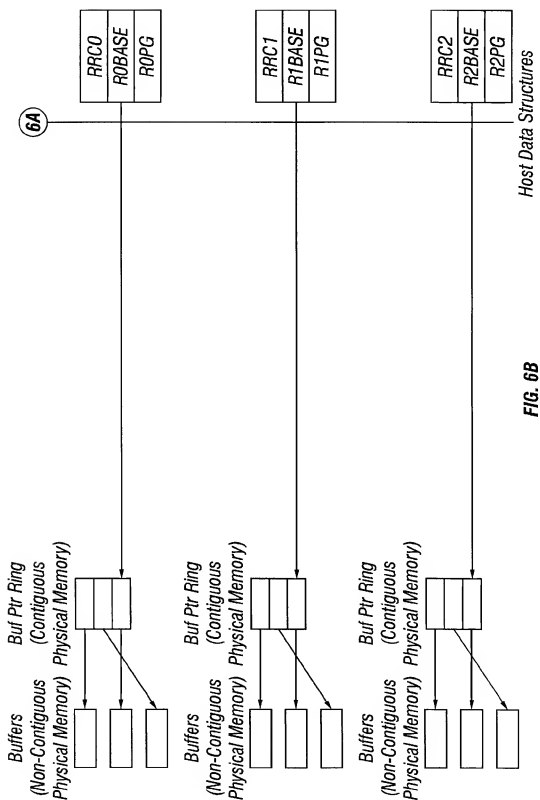 6A
RRC0
R0BASE
R0PG
Buf Ptr Ring
(Contiguous
Physical Memory)
Buffers
(Non-Contiguous
Physical Memory)
RRC1
R1BASE
R1PG
Buf Ptr Ring
(Contiguous
Physical Memory)
Buffers
(Non-Contiguous
Physical Memory)
RRC2
R2BASE
R2PG
Buf Ptr Ring
(Contiguous
Physical Memory)
Buffers
(Non-Contiguous
Physical Memory)
Host Data Structures
FIG. 6B